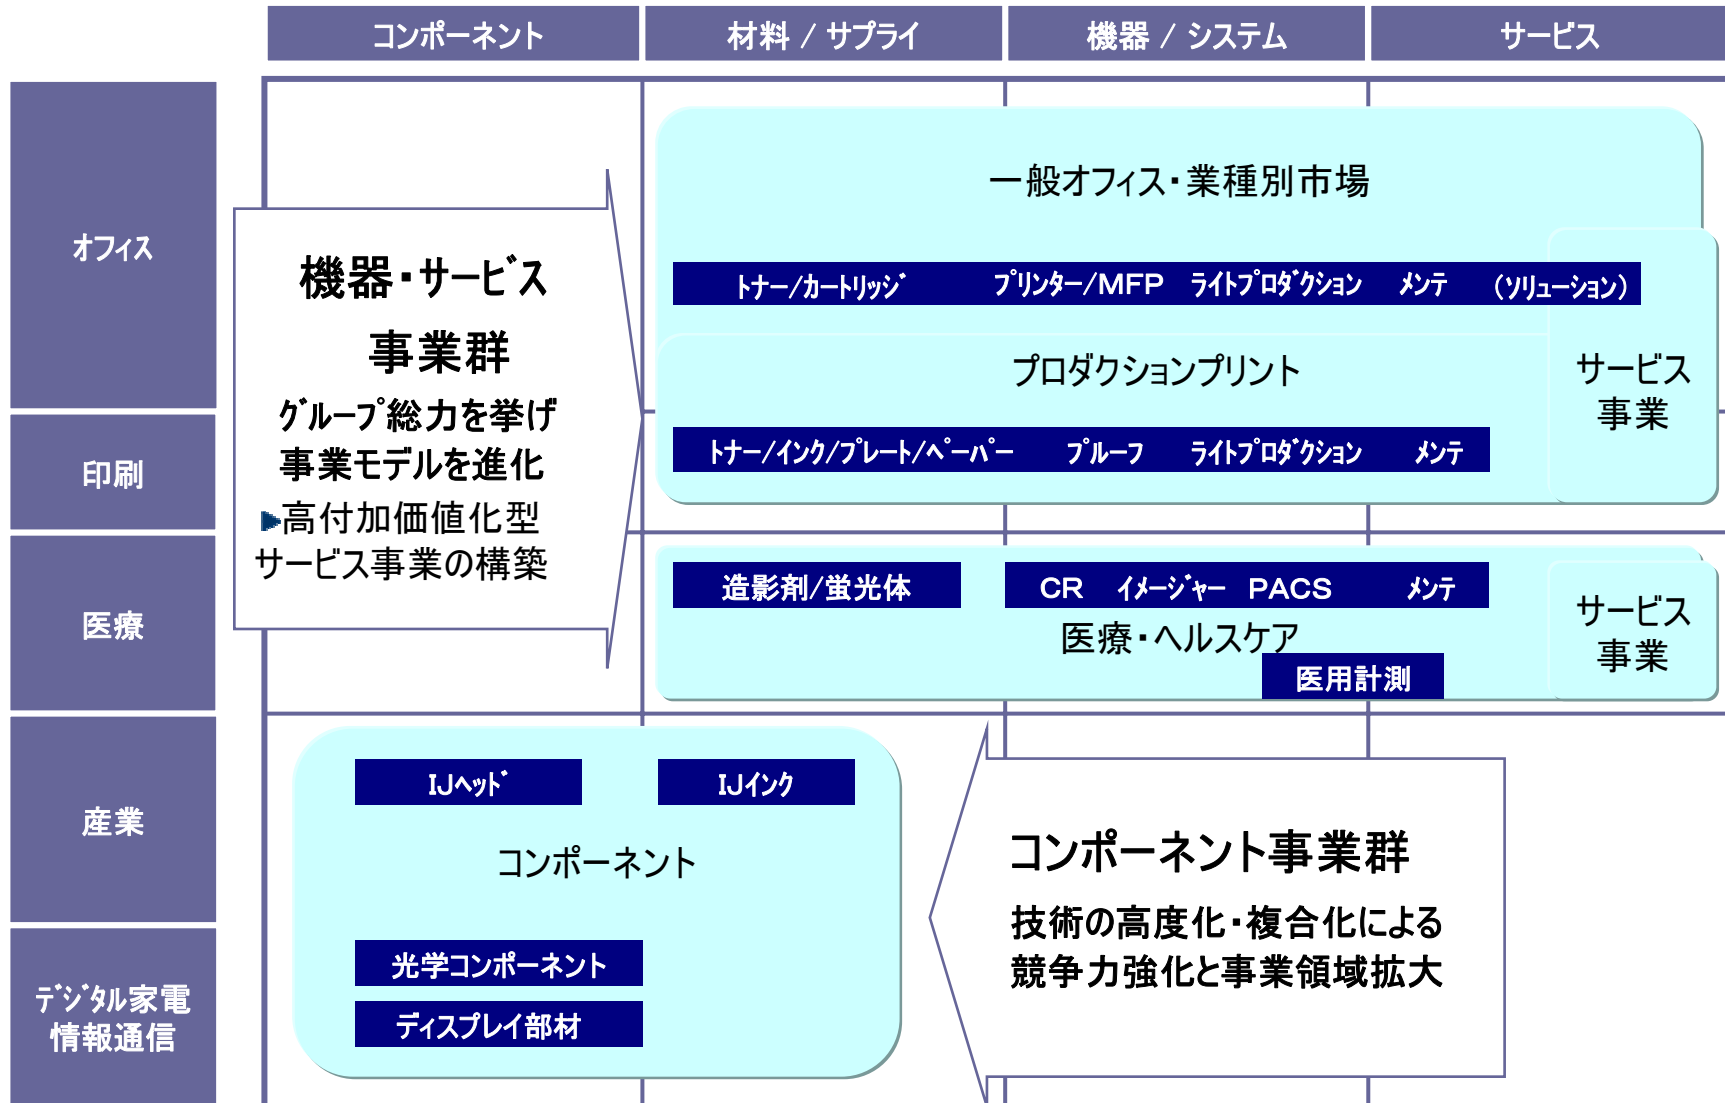 コンポーネント
材料 / サプライ
機器 / システム
サービス
オフィス
印刷
医療
産業
デジタル家電
情報通信
機器・サービス
事業群
グループ総力を挙げ
事業モデルを進化
▶高付加価値化型
サービス事業の構築
一般オフィス・業種別市場
トナー/カートリッジ プリンター/MFP ライトプロダクション メンテ (ソリューション)
プロダクションプリント
サービス
事業
トナー/インク/プレート/ペーパー プルーフ ライトプロダクション メンテ
造影剤/蛍光体
CR イメージャー PACS メンテ
医療・ヘルスケア
医用計測
サービス
事業
IJヘッド
IJインク
コンポーネント
光学コンポーネント
ディスプレイ部材
コンポーネント事業群
技術の高度化・複合化による
競争力強化と事業領域拡大